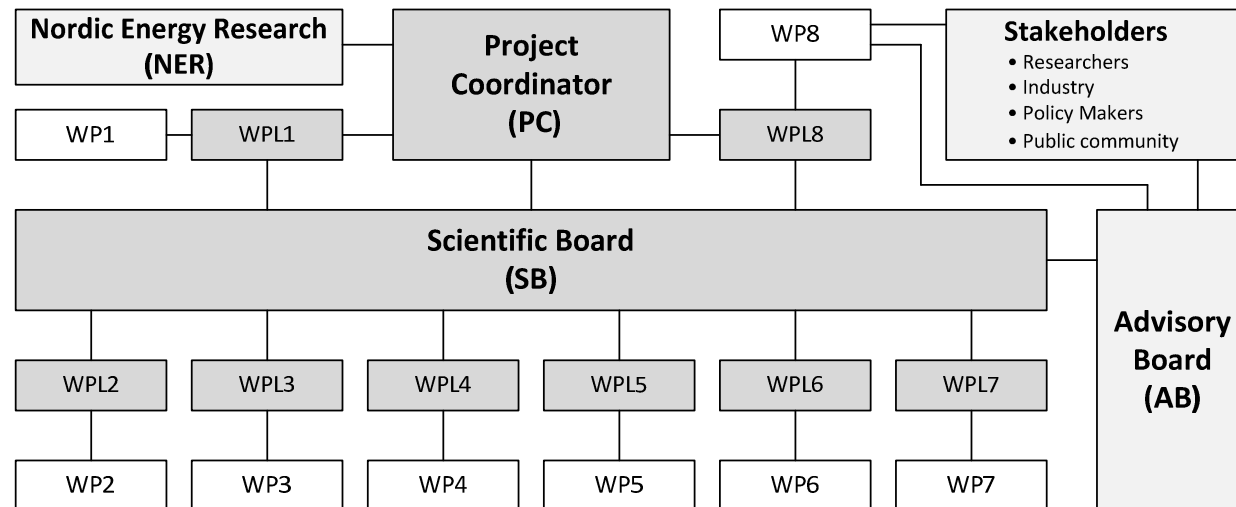 Nordic Energy Research
(NER)
Project
Coordinator
(PC)
WP8
Stakeholders
• Researchers
• Industry
• Policy Makers
• Public community
WP1
WPL1
WPL8
Scientific Board
(SB)
Advisory
Board
(AB)
WPL2
WPL3
WPL4
WPL5
WPL6
WPL7
WP2
WP3
WP4
WP5
WP6
WP7